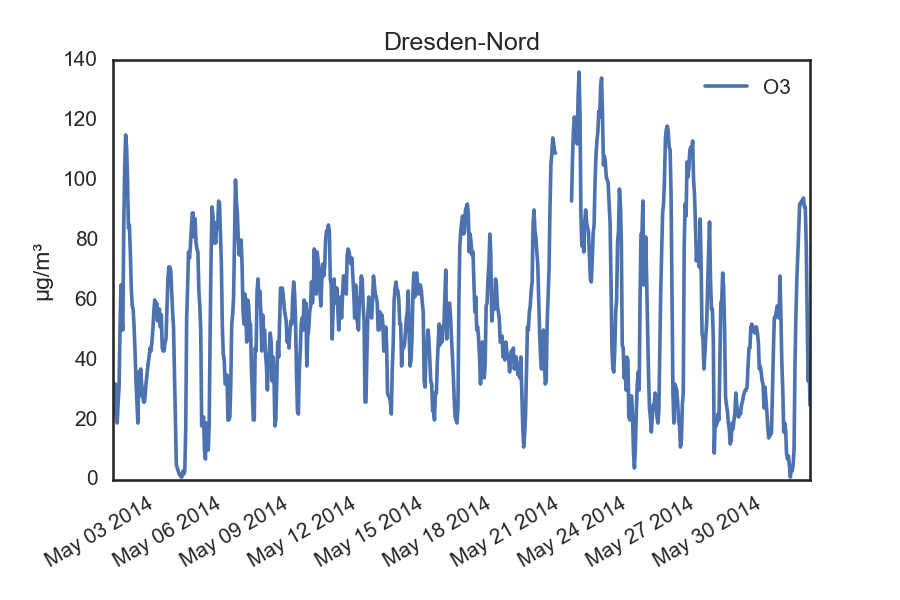 Dresden-Nord
O3
µg/m³
140
120
100
80
60
40
20
0
May 03 2014
May 06 2014
May 09 2014
May 12 2014
May 15 2014
May 18 2014
May 21 2014
May 24 2014
May 27 2014
May 30 2014